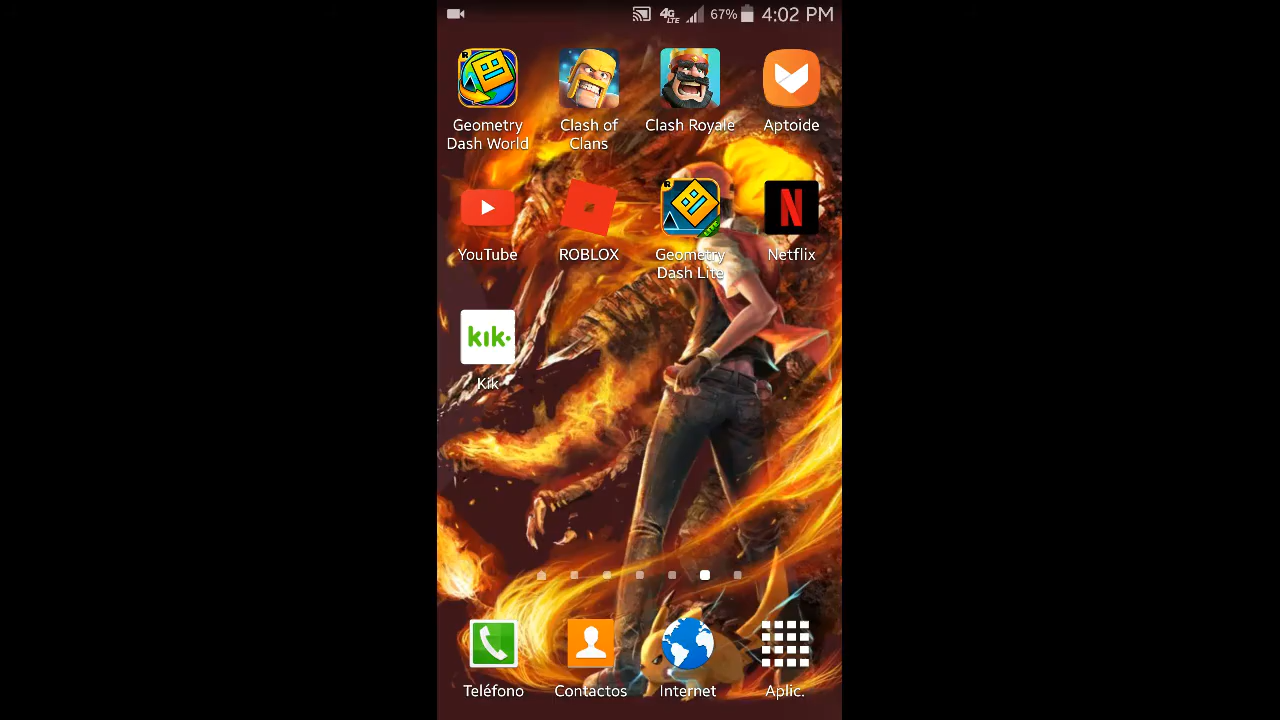 4G LTE 67% 4:02 PM
Geometry Dash World
Clash of Clans
Clash Royale
Aptoide
YouTube
ROBLOX
Geometry Dash Lite
Netflix
kik.
Kik
Teléfono
Contactos
Internet
Aplic.